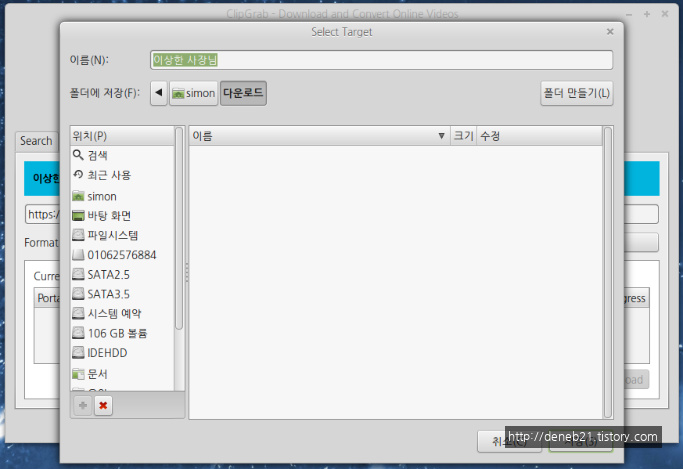 ClipGrab - Download and Convert Online Videos
Select Target
이름(N):
이상한 사장님
폴더에 저장(F):
simon
다운로드
폴더 만들기(L)
Search
위치(P)
이름
크기
수정
검색
최근 사용
simon
바탕 화면
파일시스템
01062576884
SATA2.5
SATA3.5
시스템 예약
106 GB 볼륨
IDEHDD
문서
이상한
https:/
Format
Curre
Porta
gress
oad
http://deneb21.tistory.com